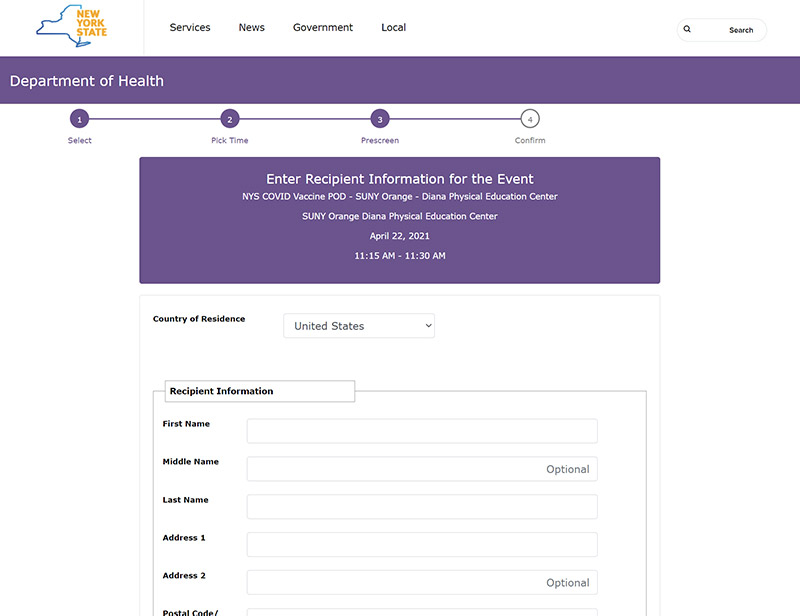 NEW
YORK
STATE
Services News Government Local
Search
Department of Health
1 2 3 4
Select Pick Time Prescreen Confirm
Enter Recipient Information for the Event
NYS COVID Vaccine POD - SUNY Orange - Diana Physical Education Center
SUNY Orange Diana Physical Education Center
April 22, 2021
11:15 AM - 11:30 AM
Country of Residence United States
Recipient Information
First Name
Middle Name Optional
Last Name
Address 1
Address 2 Optional
Postal Code/